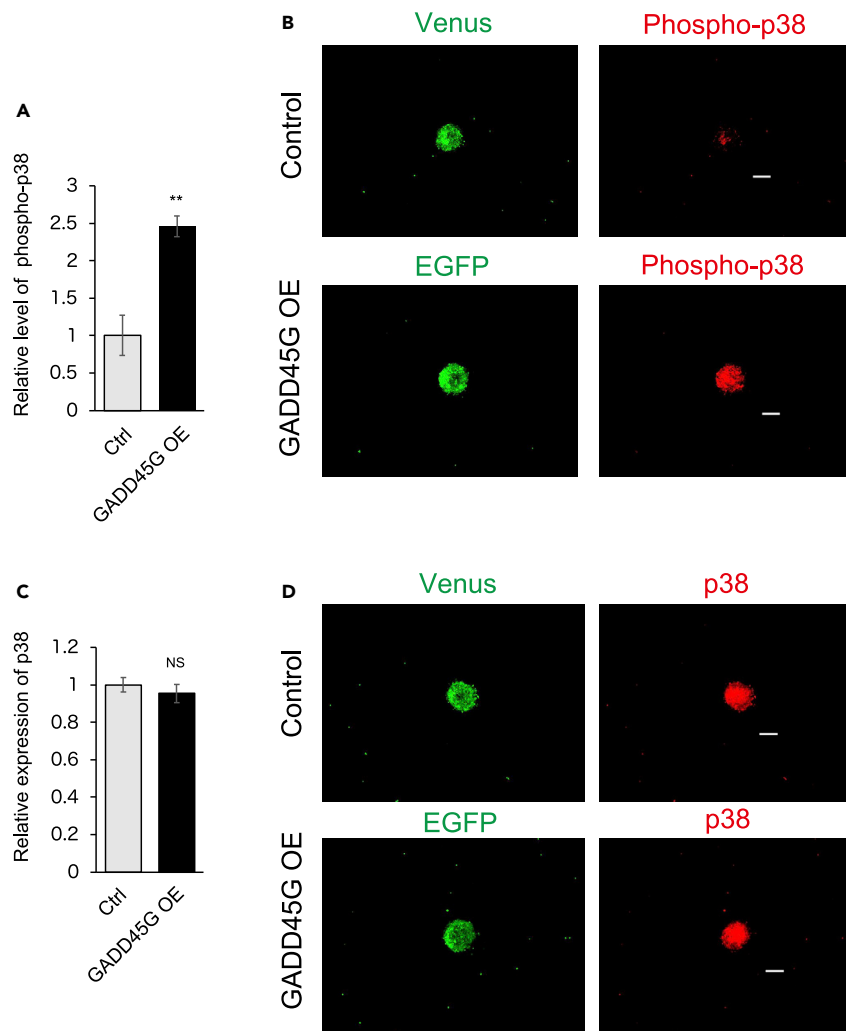 A
Relative level of phospho-p38
3
2.5
2
1.5
1
0.5
0
**
Ctrl
GADD45G OE
B
Venus
Phospho-p38
Control
EGFP
Phospho-p38
GADD45G OE
C
Relative expression of p38
1.2
1
0.8
0.6
0.4
0.2
0
NS
Ctrl
GADD45G OE
D
Venus
p38
Control
EGFP
p38
GADD45G OE